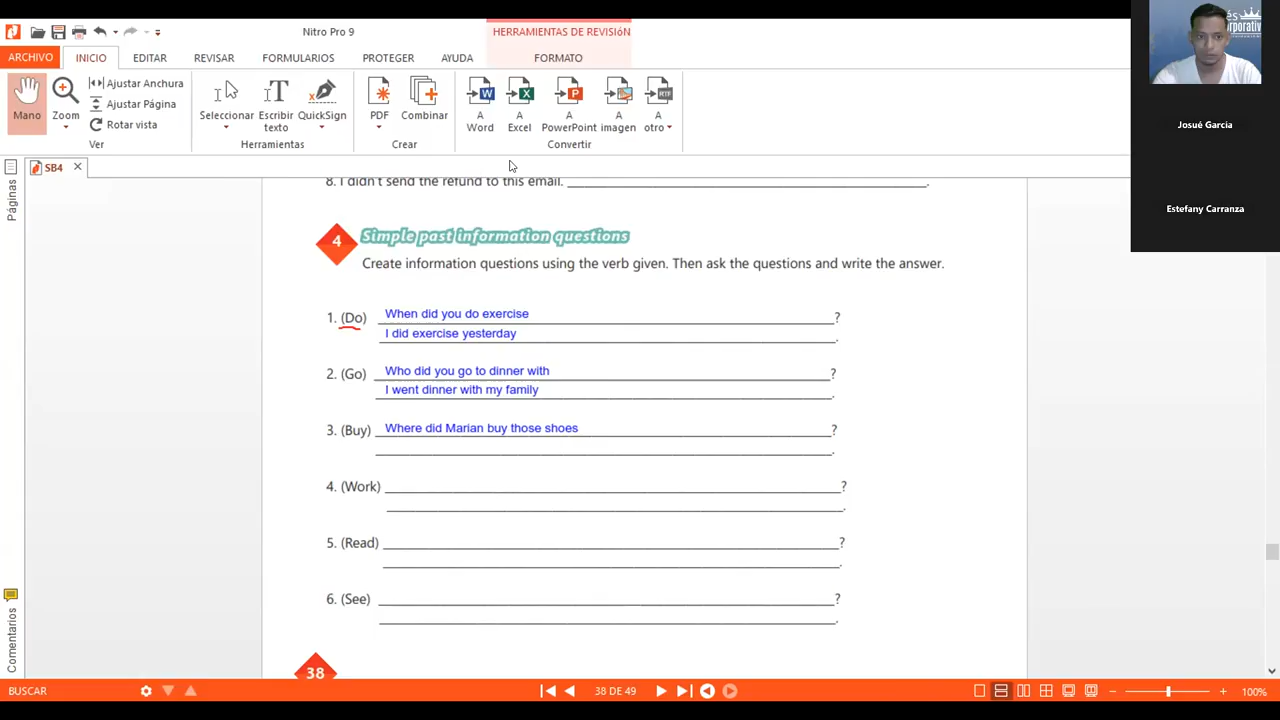 Nitro Pro 9
HERRAMIENTAS DE REVISIóN
ARCHIVO INICIO EDITAR REVISAR FORMULARIOS PROTEGER AYUDA FORMATO
Mano
Zoom
Ajustar Anchura
Ajustar Página
Rotar vista
Ver
Seleccionar
Escribir texto
QuickSign
Herramientas
PDF
Combinar
Crear
A Word
A Excel
A PowerPoint
A imagen
A otro
Convertir
Josué Garcia
Estefany Carranza
SB4
Páginas
Comentarios
8. I didn't send the refund to this email. ____.
4 Simple past information questions
Create information questions using the verb given. Then ask the questions and write the answer.
1. (Do) When did you do exercise ?
I did exercise yesterday .
2. (Go) Who did you go to dinner with ?
I went dinner with my family .
3. (Buy) Where did Marian buy those shoes ?
.
4. (Work) ?
.
5. (Read) ?
.
6. (See) ?
.
38
BUSCAR
38 DE 49
100%